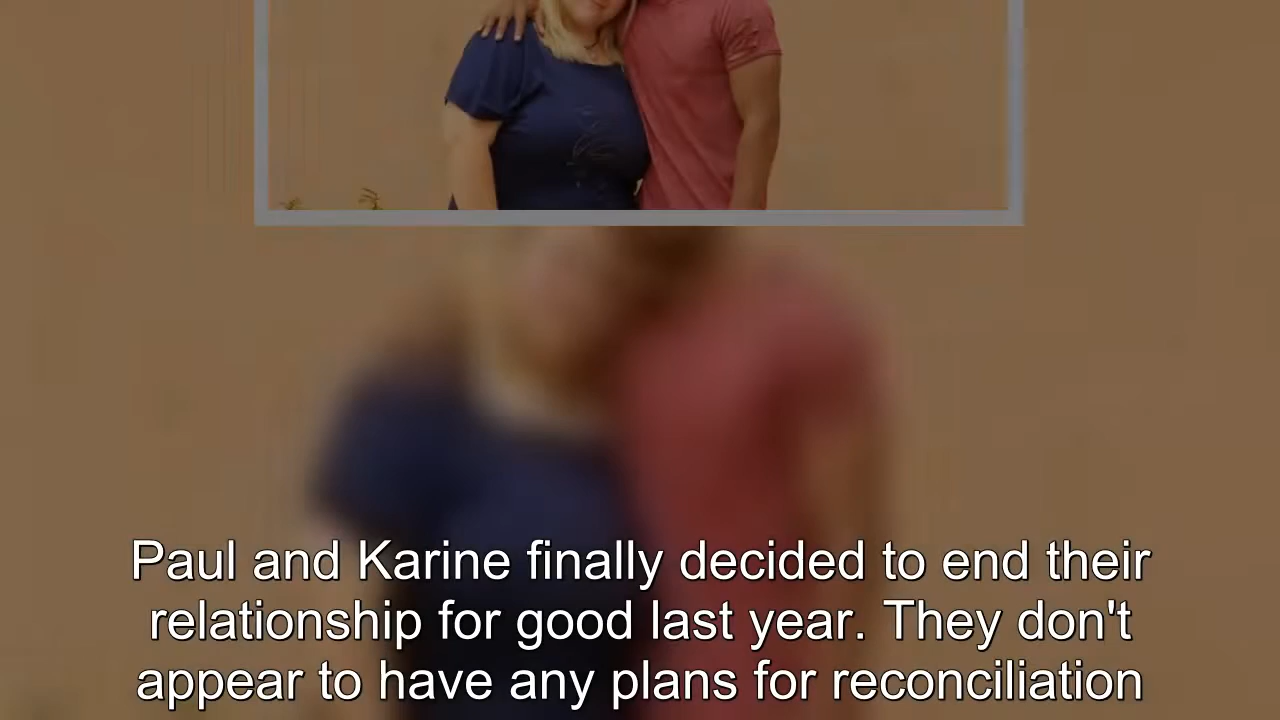 Paul and Karine finally decided to end their
relationship for good last year. They don't
appear to have any plans for reconciliation